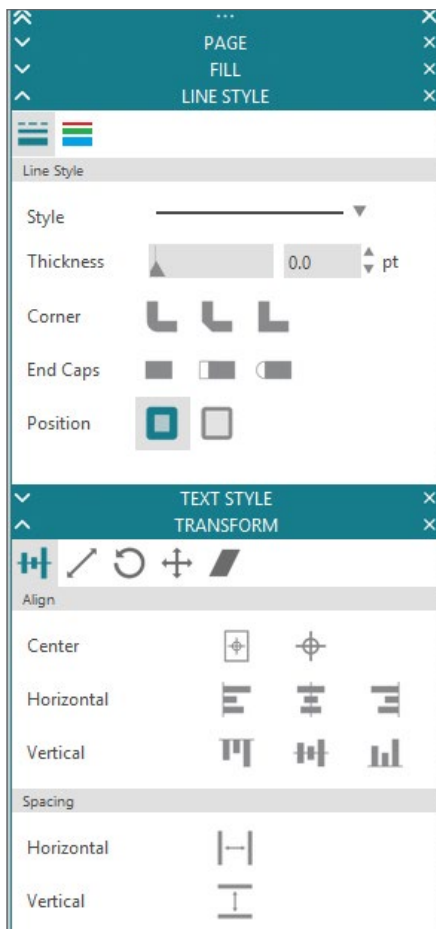 PAGE
FILL
LINE STYLE
Line Style
Style
Thickness 0.0 pt
Corner
End Caps
Position
TEXT STYLE
TRANSFORM
Align
Center
Horizontal
Vertical
Spacing
Horizontal
Vertical